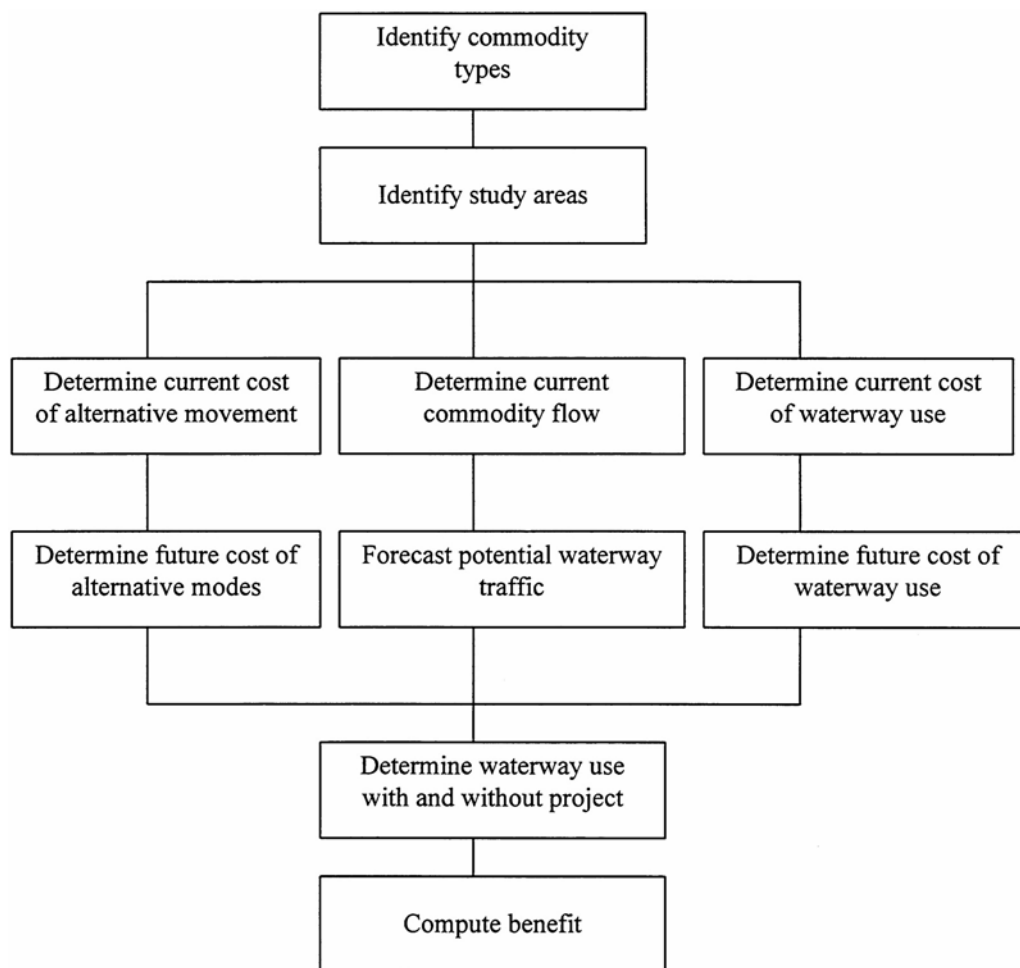 Identify commodity
types
Identify study areas
Determine current cost
of alternative movement
Determine current
commodity flow
Determine current cost
of waterway use
Determine future cost of
alternative modes
Forecast potential waterway
traffic
Determine future cost of
waterway use
Determine waterway use
with and without project
Compute benefit